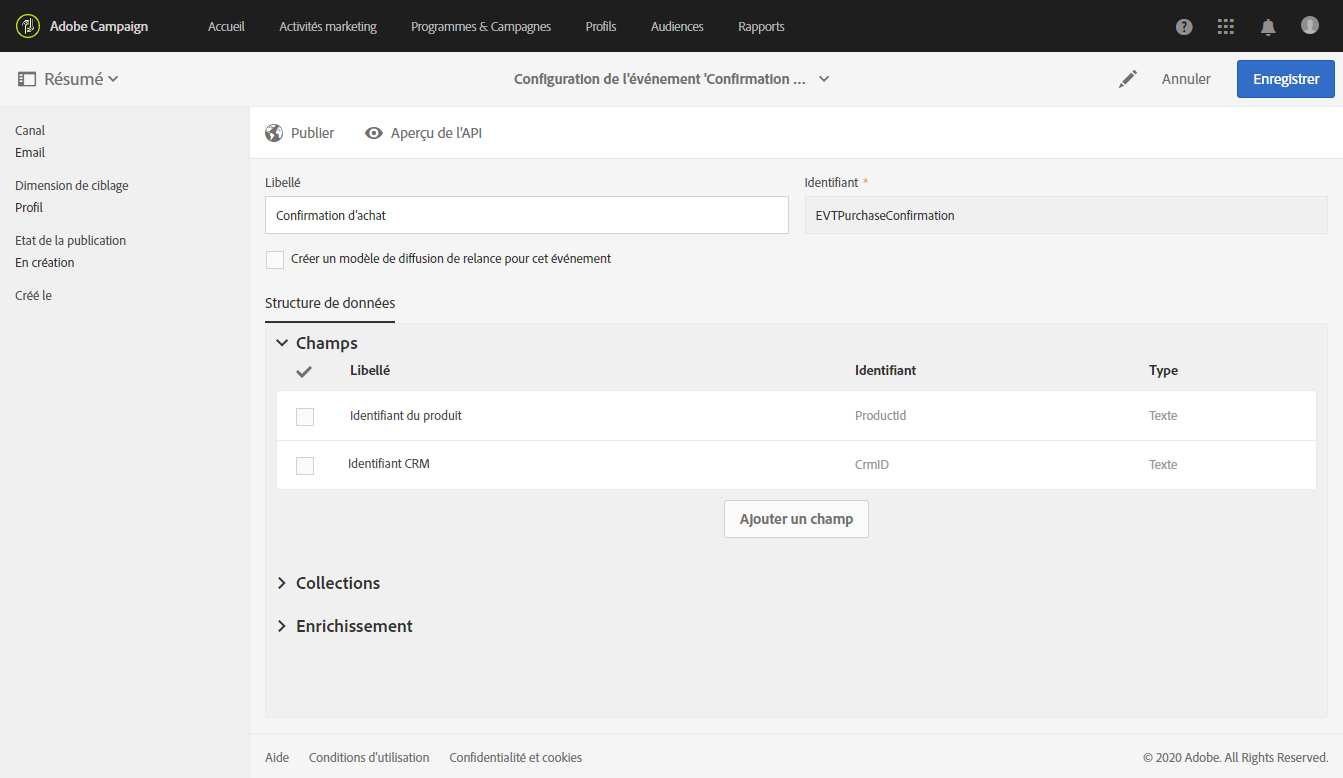 Adobe Campaign Accueil Activités marketing Programmes & Campagnes Profils Audiences Rapports
Résumé Configuration de l'événement 'Confirmation ... Annuler Enregistrer
Canal
Email
Dimension de ciblage
Profil
Etat de la publication
En création
Créé le
Publier Aperçu de l'API
Libellé Identifiant *
Confirmation d'achat EVTPurchaseConfirmation
Créer un modèle de diffusion de relance pour cet événement
Structure de données
Champs
Libellé Identifiant Type
Identifiant du produit ProductId Texte
Identifiant CRM CrmID Texte
Ajouter un champ
Collections
Enrichissement
Aide Conditions d'utilisation Confidentialité et cookies © 2020 Adobe. All Rights Reserved.